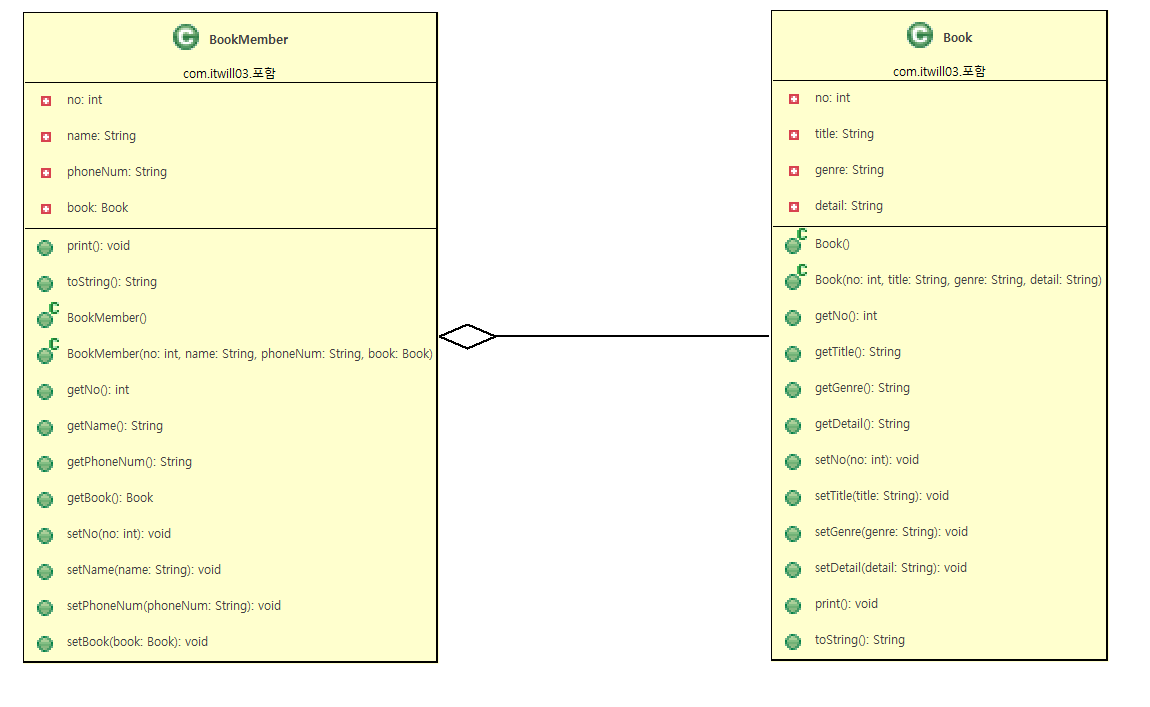 BookMember
com.itwill03.포함
no: int
name: String
phoneNum: String
book: Book
print(): void
toString(): String
BookMember()
BookMember(no: int, name: String, phoneNum: String, book: Book)
getNo(): int
getName(): String
getPhoneNum(): String
getBook(): Book
setNo(no: int): void
setName(name: String): void
setPhoneNum(phoneNum: String): void
setBook(book: Book): void
Book
com.itwill03.포함
no: int
title: String
genre: String
detail: String
Book()
Book(no: int, title: String, genre: String, detail: String)
getNo(): int
getTitle(): String
getGenre(): String
getDetail(): String
setNo(no: int): void
setTitle(title: String): void
setGenre(genre: String): void
setDetail(detail: String): void
print(): void
toString(): String